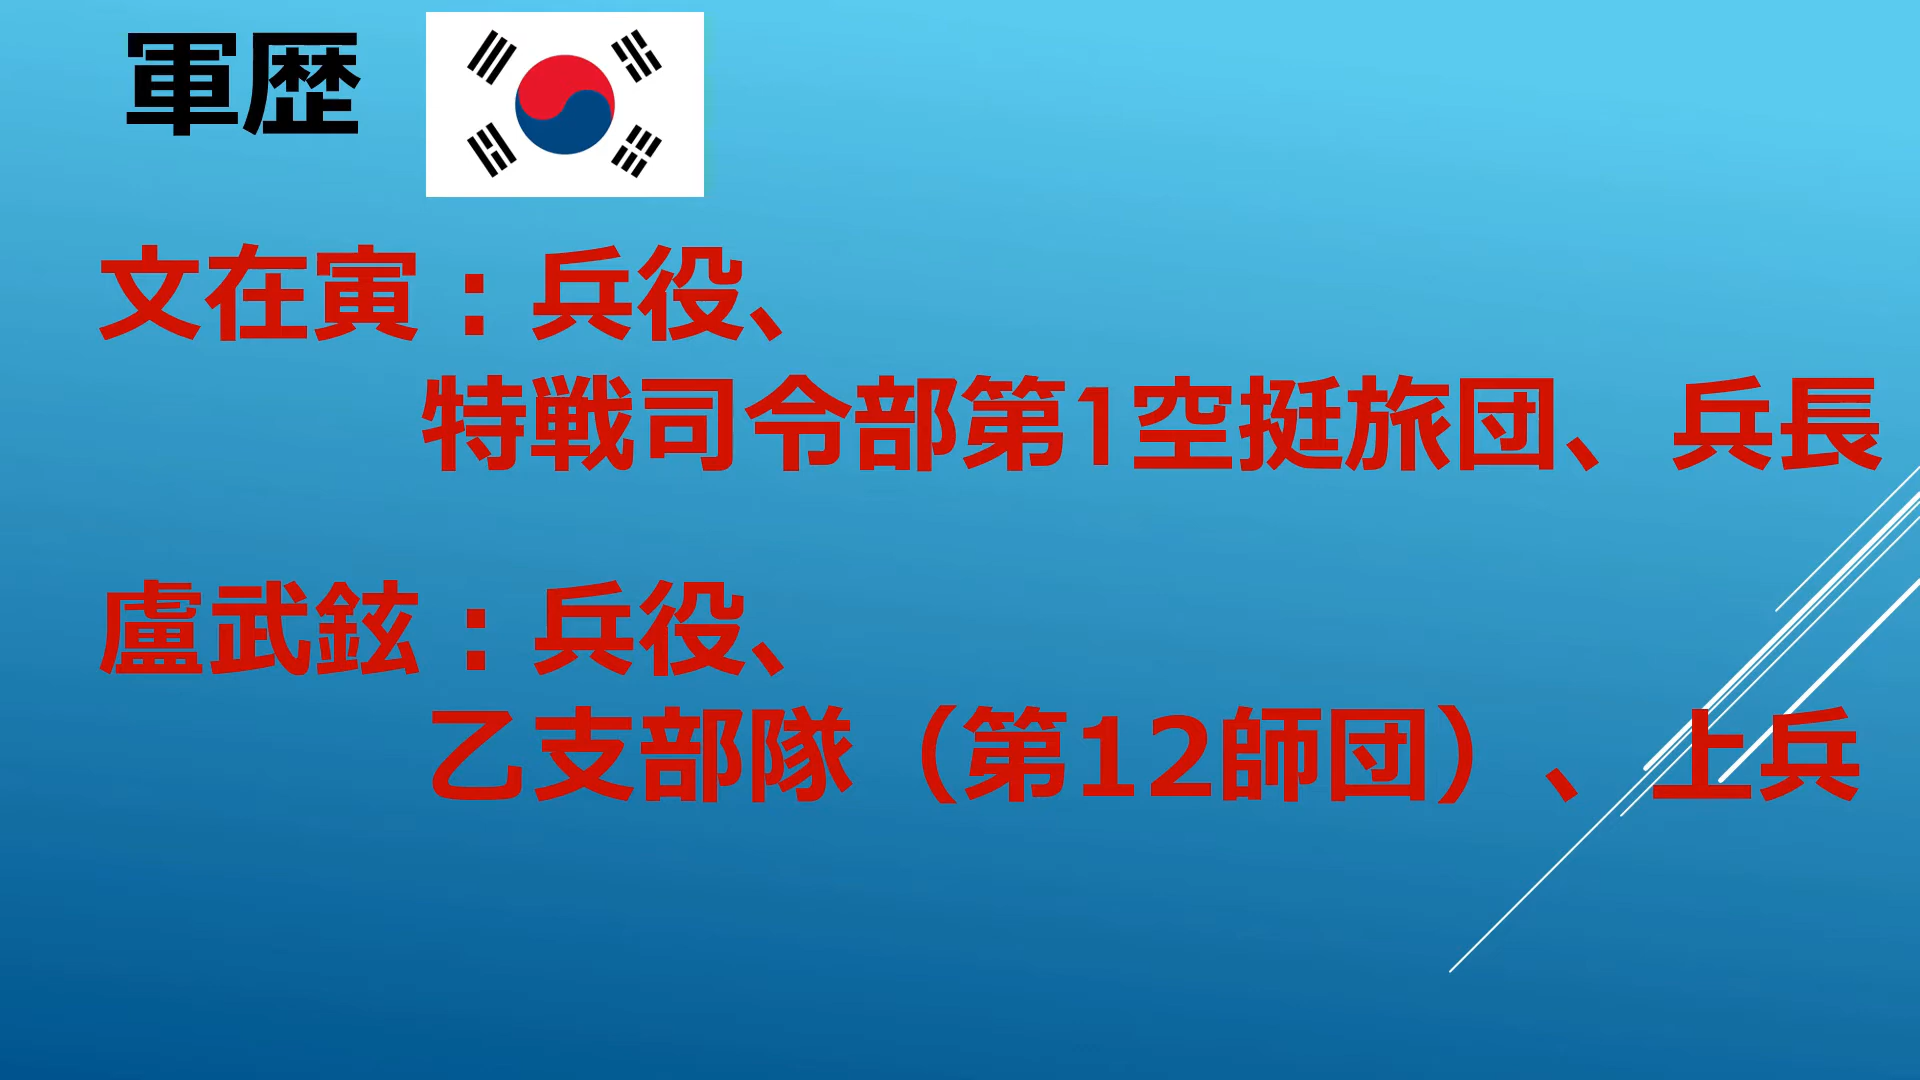 軍歴
文在寅：兵役、
特戦司令部第1空挺旅団、兵長
盧武鉉：兵役、
乙支部隊（第12師団）、上兵